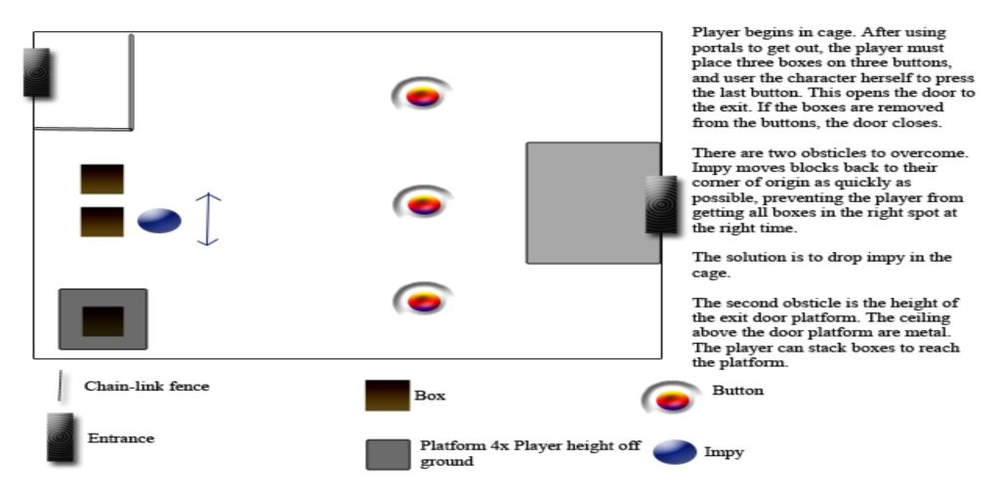 Player begins in cage. After using
portals to get out, the player must
place three boxes on three buttons,
and user the character herself to press
the last button. This opens the door to
the exit. If the boxes are removed
from the buttons, the door closes.
There are two obsticles to overcome.
Impy moves blocks back to their
corner of origin as quickly as
possible, preventing the player from
getting all boxes in the right spot at
the right time.
The solution is to drop impy in the
cage.
The second obstacle is the height of
the exit door platform. The ceiling
above the door platform are metal.
The player can stack boxes to reach
the platform.
Chain-link fence
Box
Button
Entrance
Platform 4x Player height off
ground
Impy